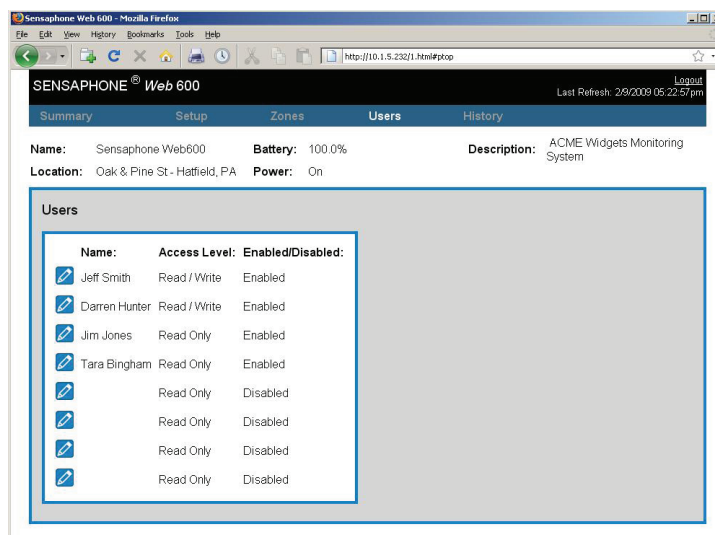 Sensaphone Web 600 - Mozilla Firefox
File Edit View History Bookmarks Tools Help
http://10.1.5.232/1.html#ptop
SENSAPHONE ® Web 600
Logout
Last Refresh: 2/9/2009 05:22:57pm
Summary Setup Zones Users History
Name: Sensaphone Web600 Battery: 100.0% Description: ACME Widgets Monitoring
System
Location: Oak & Pine St - Hatfield, PA Power: On
Users
Name: Access Level: Enabled/Disabled:
Jeff Smith Read / Write Enabled
Darren Hunter Read / Write Enabled
Jim Jones Read Only Enabled
Tara Bingham Read Only Enabled
Read Only Disabled
Read Only Disabled
Read Only Disabled
Read Only Disabled